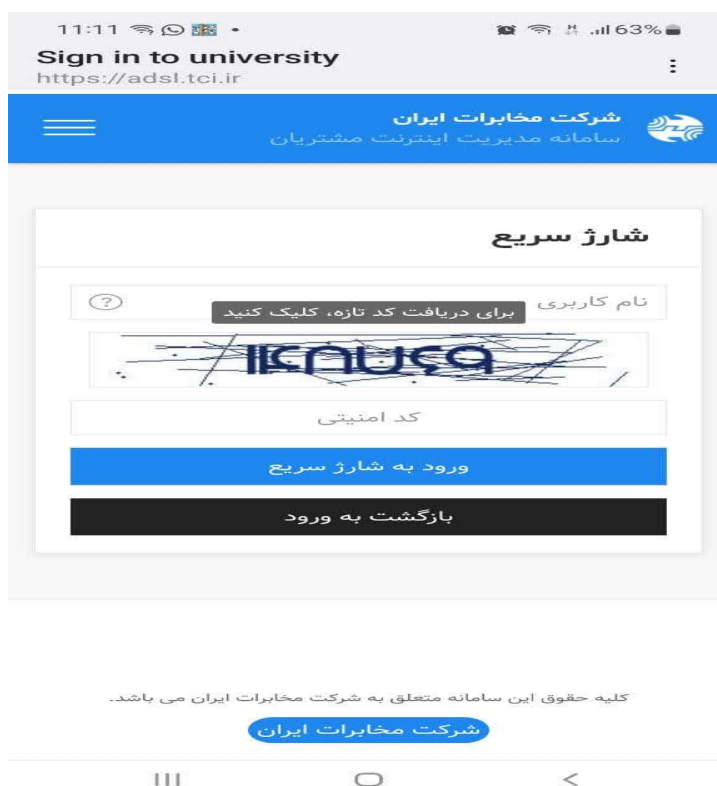 11:11
63%
Sign in to university
https://adsl.tci.ir
شرکت مخابرات ایران
سامانه مدیریت اینترنت مشتریان
شارژ سریع
نام کاربری
برای دریافت کد تازه، کلیک کنید
کد امنیتی
ورود به شارژ سریع
بازگشت به ورود
کلیه حقوق این سامانه متعلق به شرکت مخابرات ایران می باشد.
شرکت مخابرات ایران